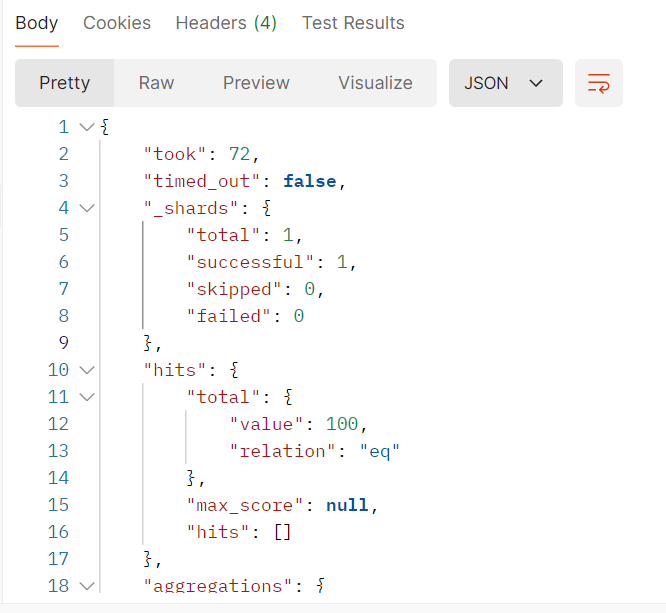 Body Cookies Headers (4) Test Results
Pretty Raw Preview Visualize JSON
1 {
2 "took": 72,
3 "timed_out": false,
4 "_shards": {
5 "total": 1,
6 "successful": 1,
7 "skipped": 0,
8 "failed": 0
9 },
10 "hits": {
11 "total": {
12 "value": 100,
13 "relation": "eq"
14 },
15 "max_score": null,
16 "hits": []
17 },
18 "aggregations": {